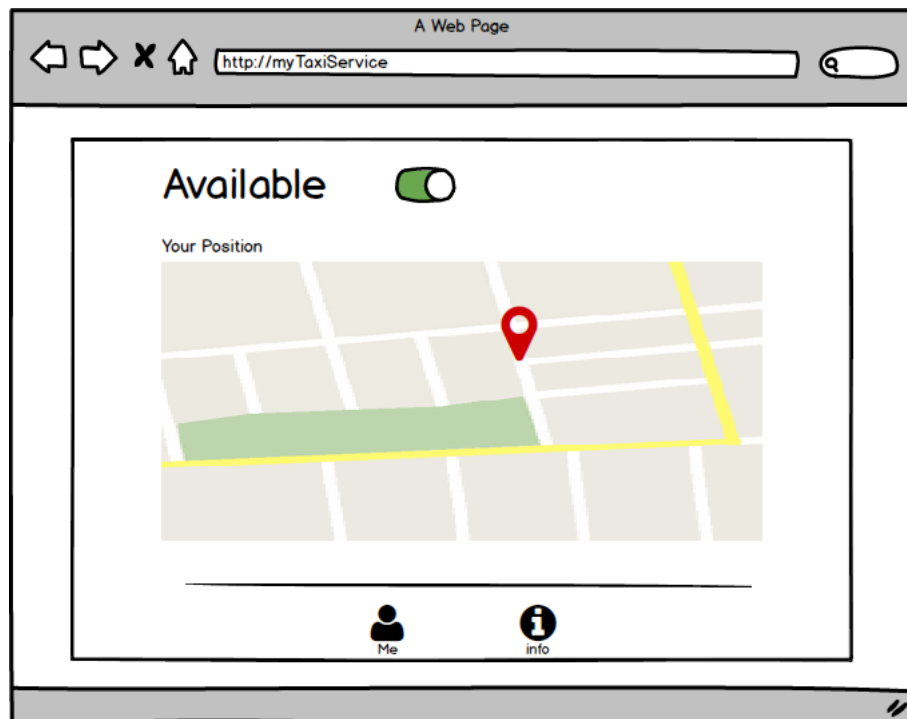 A Web Page
http://myTaxiService
Available
Your Position
Me
info